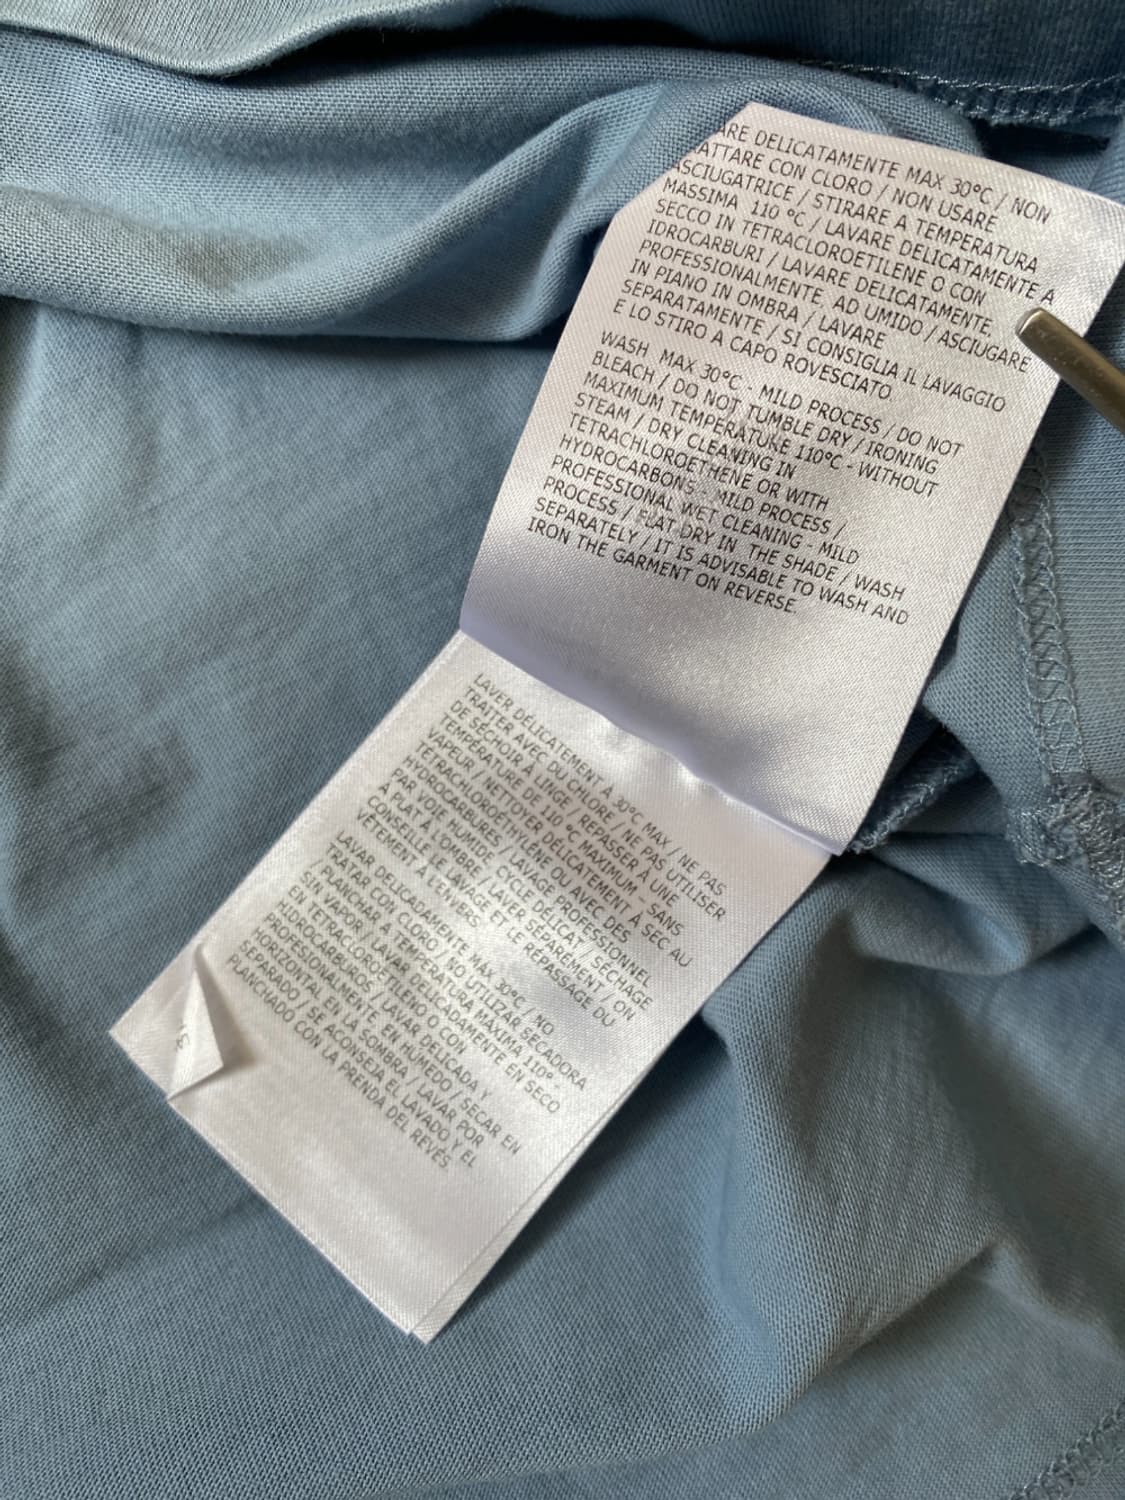 ARE DELICATAMENTE MAX 30°C / NON
ATTARE CON CLORO / NON USARE
ASCIUGATRICE / STIRARE A TEMPERATURA
MASSIMA 110 °C / LAVARE DELICATAMENTE A
SECCO IN TETRACLOROETILENE O CON
IDROCARBURI / LAVARE DELICATAMENTE,
PROFESSIONALMENTE, AD UMIDO / ASCIUGARE
IN PIANO IN OMBRA / LAVARE
SEPARATAMENTE / SI CONSIGLIA IL LAVAGGIO
E LO STIRO A CAPO ROVESCIATO.
WASH MAX 30°C - MILD PROCESS / DO NOT
BLEACH / DO NOT TUMBLE DRY / IRONING
MAXIMUM TEMPERATURE 110°C - WITHOUT
STEAM / DRY CLEANING IN
TETRACHLOROETHENE OR WITH
HYDROCARBONS - MILD PROCESS /
PROFESSIONAL WET CLEANING - MILD
PROCESS / FLAT DRY IN THE SHADE / WASH
SEPARATELY / IT IS ADVISABLE TO WASH AND
IRON THE GARMENT ON REVERSE.
LAVER DÉLICATEMENT À 30°C MAX / NE PAS
TRAITER AVEC DU CHLORE / NE PAS UTILISER
DE SÉCHOIR À LINGE / REPASSER À UNE
TEMPÉRATURE DE 110 °C MAXIMUM - SANS
VAPEUR / NETTOYER DÉLICATEMENT À SEC AU
TÉTRACHLOROÉTHYLÈNE OU AVEC DES
HYDROCARBURES / LAVAGE PROFESSIONNEL
PAR VOIE HUMIDE, CYCLE DÉLICAT / SÉCHAGE
À PLAT À L'OMBRE / LAVER SÉPARÉMENT / ON
CONSEILLE LE LAVAGE ET LE REPASSAGE DU
VÊTEMENT À L'ENVERS.
LAVAR DELICADAMENTE MAX 30°C / NO
TRATAR CON CLORO / NO UTILIZAR SECADORA
/ PLANCHAR A TEMPERATURA MÁXIMA 110° -
SIN VAPOR / LAVAR DELICADAMENTE EN SECO
EN TETRACLOROETILENO O CON
HIDROCARBUROS / LAVAR DELICADA Y
PROFESIONALMENTE, EN HÚMEDO / SECAR EN
HORIZONTAL EN LA SOMBRA / LAVAR POR
SEPARADO / SE ACONSEJA EL LAVADO Y EL
PLANCHADO CON LA PRENDA DEL REVÉS.